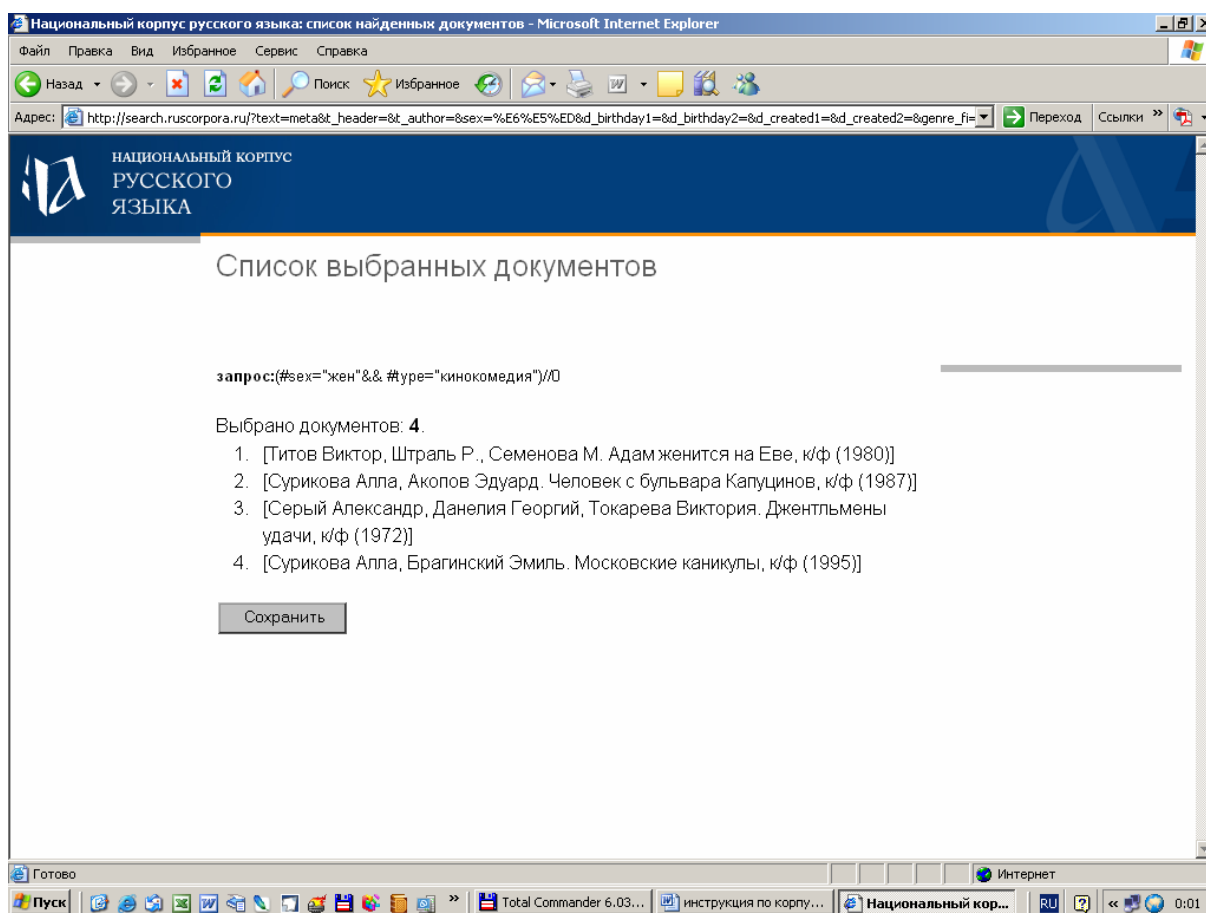 Национальный корпус русского языка: список найденных документов - Microsoft Internet Explorer
Файл Правка Вид Избранное Сервис Справка
Назад Поиск Избранное
Адрес: http://search.ruscorpora.ru/?text=meta&t_header=&t_author=&sex=%E6%E5%ED&d_birthday1=&d_birthday2=&d_created1=&d_created2=&genre_fi= Переход Ссылки »
НАЦИОНАЛЬНЫЙ КОРПУС
РУССКОГО
ЯЗЫКА
Список выбранных документов
запрос:(#sex="жен"&& #type="кинокомедия")//0
Выбрано документов: 4.
1. [Титов Виктор, Штраль Р., Семенова М. Адам женится на Еве, к/ф (1980)]
2. [Сурикова Алла, Акопов Эдуард. Человек с бульвара Капуцинов, к/ф (1987)]
3. [Серый Александр, Данелия Георгий, Токарева Виктория. Джентльмены
удачи, к/ф (1972)]
4. [Сурикова Алла, Брагинский Эмиль. Московские каникулы, к/ф (1995)]
Сохранить
Готово Интернет
Пуск » Total Commander 6.03... инструкция по корпу... Национальный кор... RU « 0:01